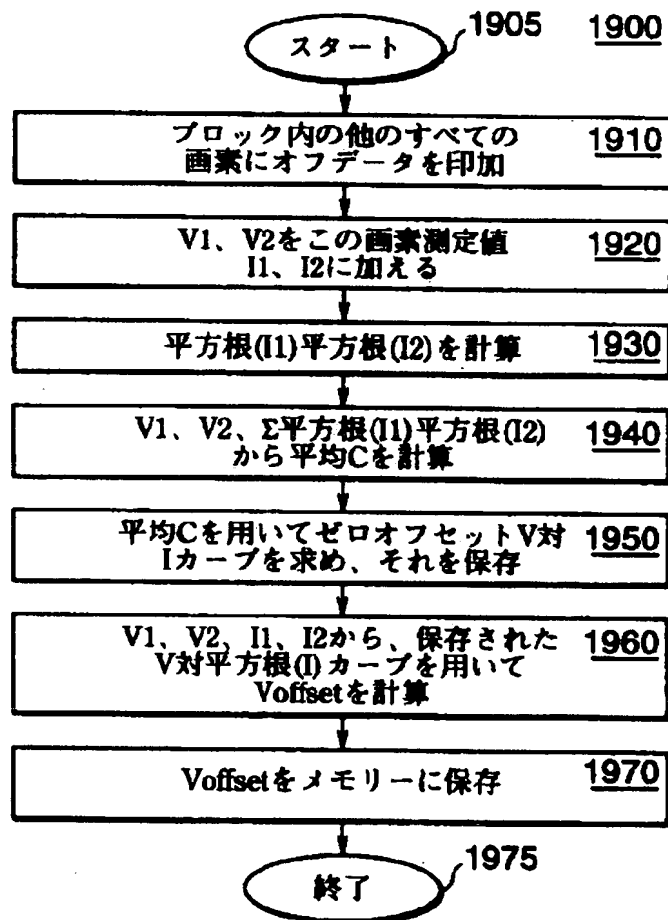 スタート
1905
1900
ブロック内の他のすべての
画素にオフデータを印加
1910
V1、V2をこの画素測定値
I1、I2に加える
1920
平方根(I1)平方根(I2)を計算
1930
V1、V2、Σ平方根(I1)平方根(I2)
から平均Cを計算
1940
平均Cを用いてゼロオフセットV対
Iカーブを求め、それを保存
1950
V1、V2、I1、I2から、保存された
V対平方根(I)カーブを用いて
Voffsetを計算
1960
Voffsetをメモリーに保存
1970
終了
1975